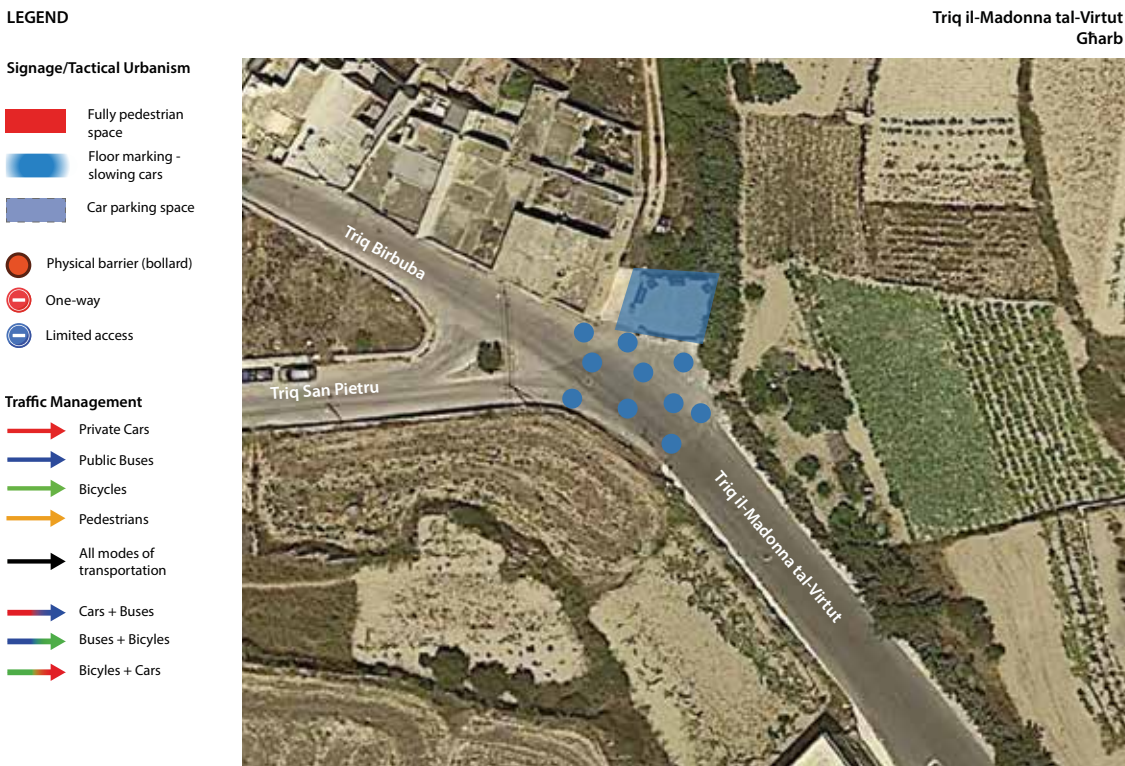 LEGEND
Triq il-Madonna tal-Virtut
Għarb
Signage/Tactical Urbanism
Fully pedestrian
space
Floor marking -
slowing cars
Car parking space
Physical barrier (bollard)
One-way
Limited access
Traffic Management
Private Cars
Public Buses
Bicycles
Pedestrians
All modes of
transportation
Cars + Buses
Buses + Bicyles
Bicyles + Cars
Triq Birbuba
Triq San Pietru
Triq il-Madonna tal-Virtut